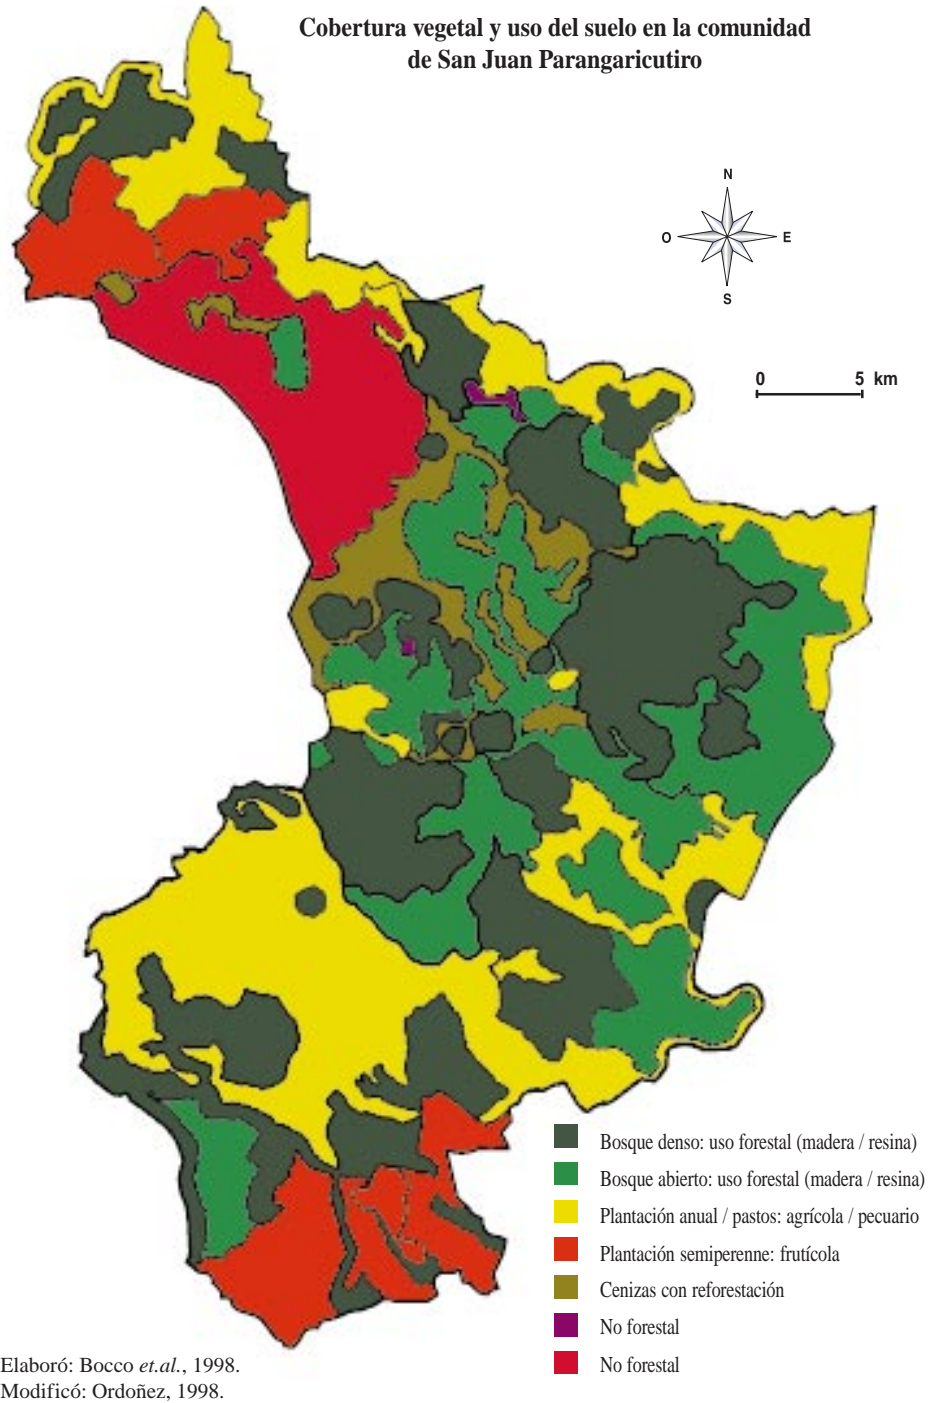 Cobertura vegetal y uso del suelo en la comunidad
de San Juan Parangaricutiro
N
O
E
S
0 5 km
Bosque denso: uso forestal (madera / resina)
Bosque abierto: uso forestal (madera / resina)
Plantación anual / pastos: agrícola / pecuario
Plantación semiperenne: frutícola
Cenizas con reforestación
No forestal
No forestal
Elaboró: Bocco et.al., 1998.
Modificó: Ordoñez, 1998.